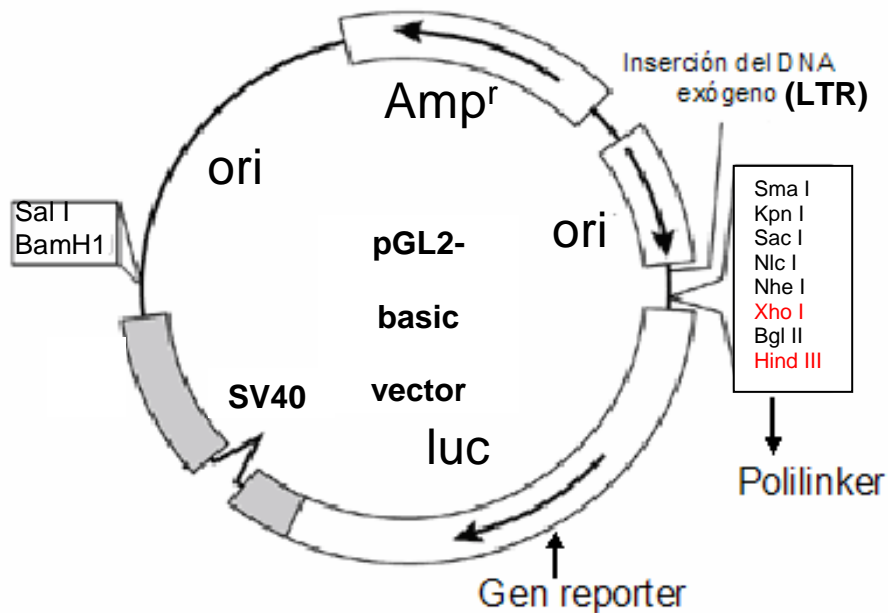 Inserción del DNA
exógeno (LTR)
Ampʳ
ori
Sal I
BamH1
pGL2-
basic
vector
ori
Sma I
Kpn I
Sac I
Nlc I
Nhe I
Xho I
Bgl II
Hind III
SV40
luc
Polilinker
Gen reporter